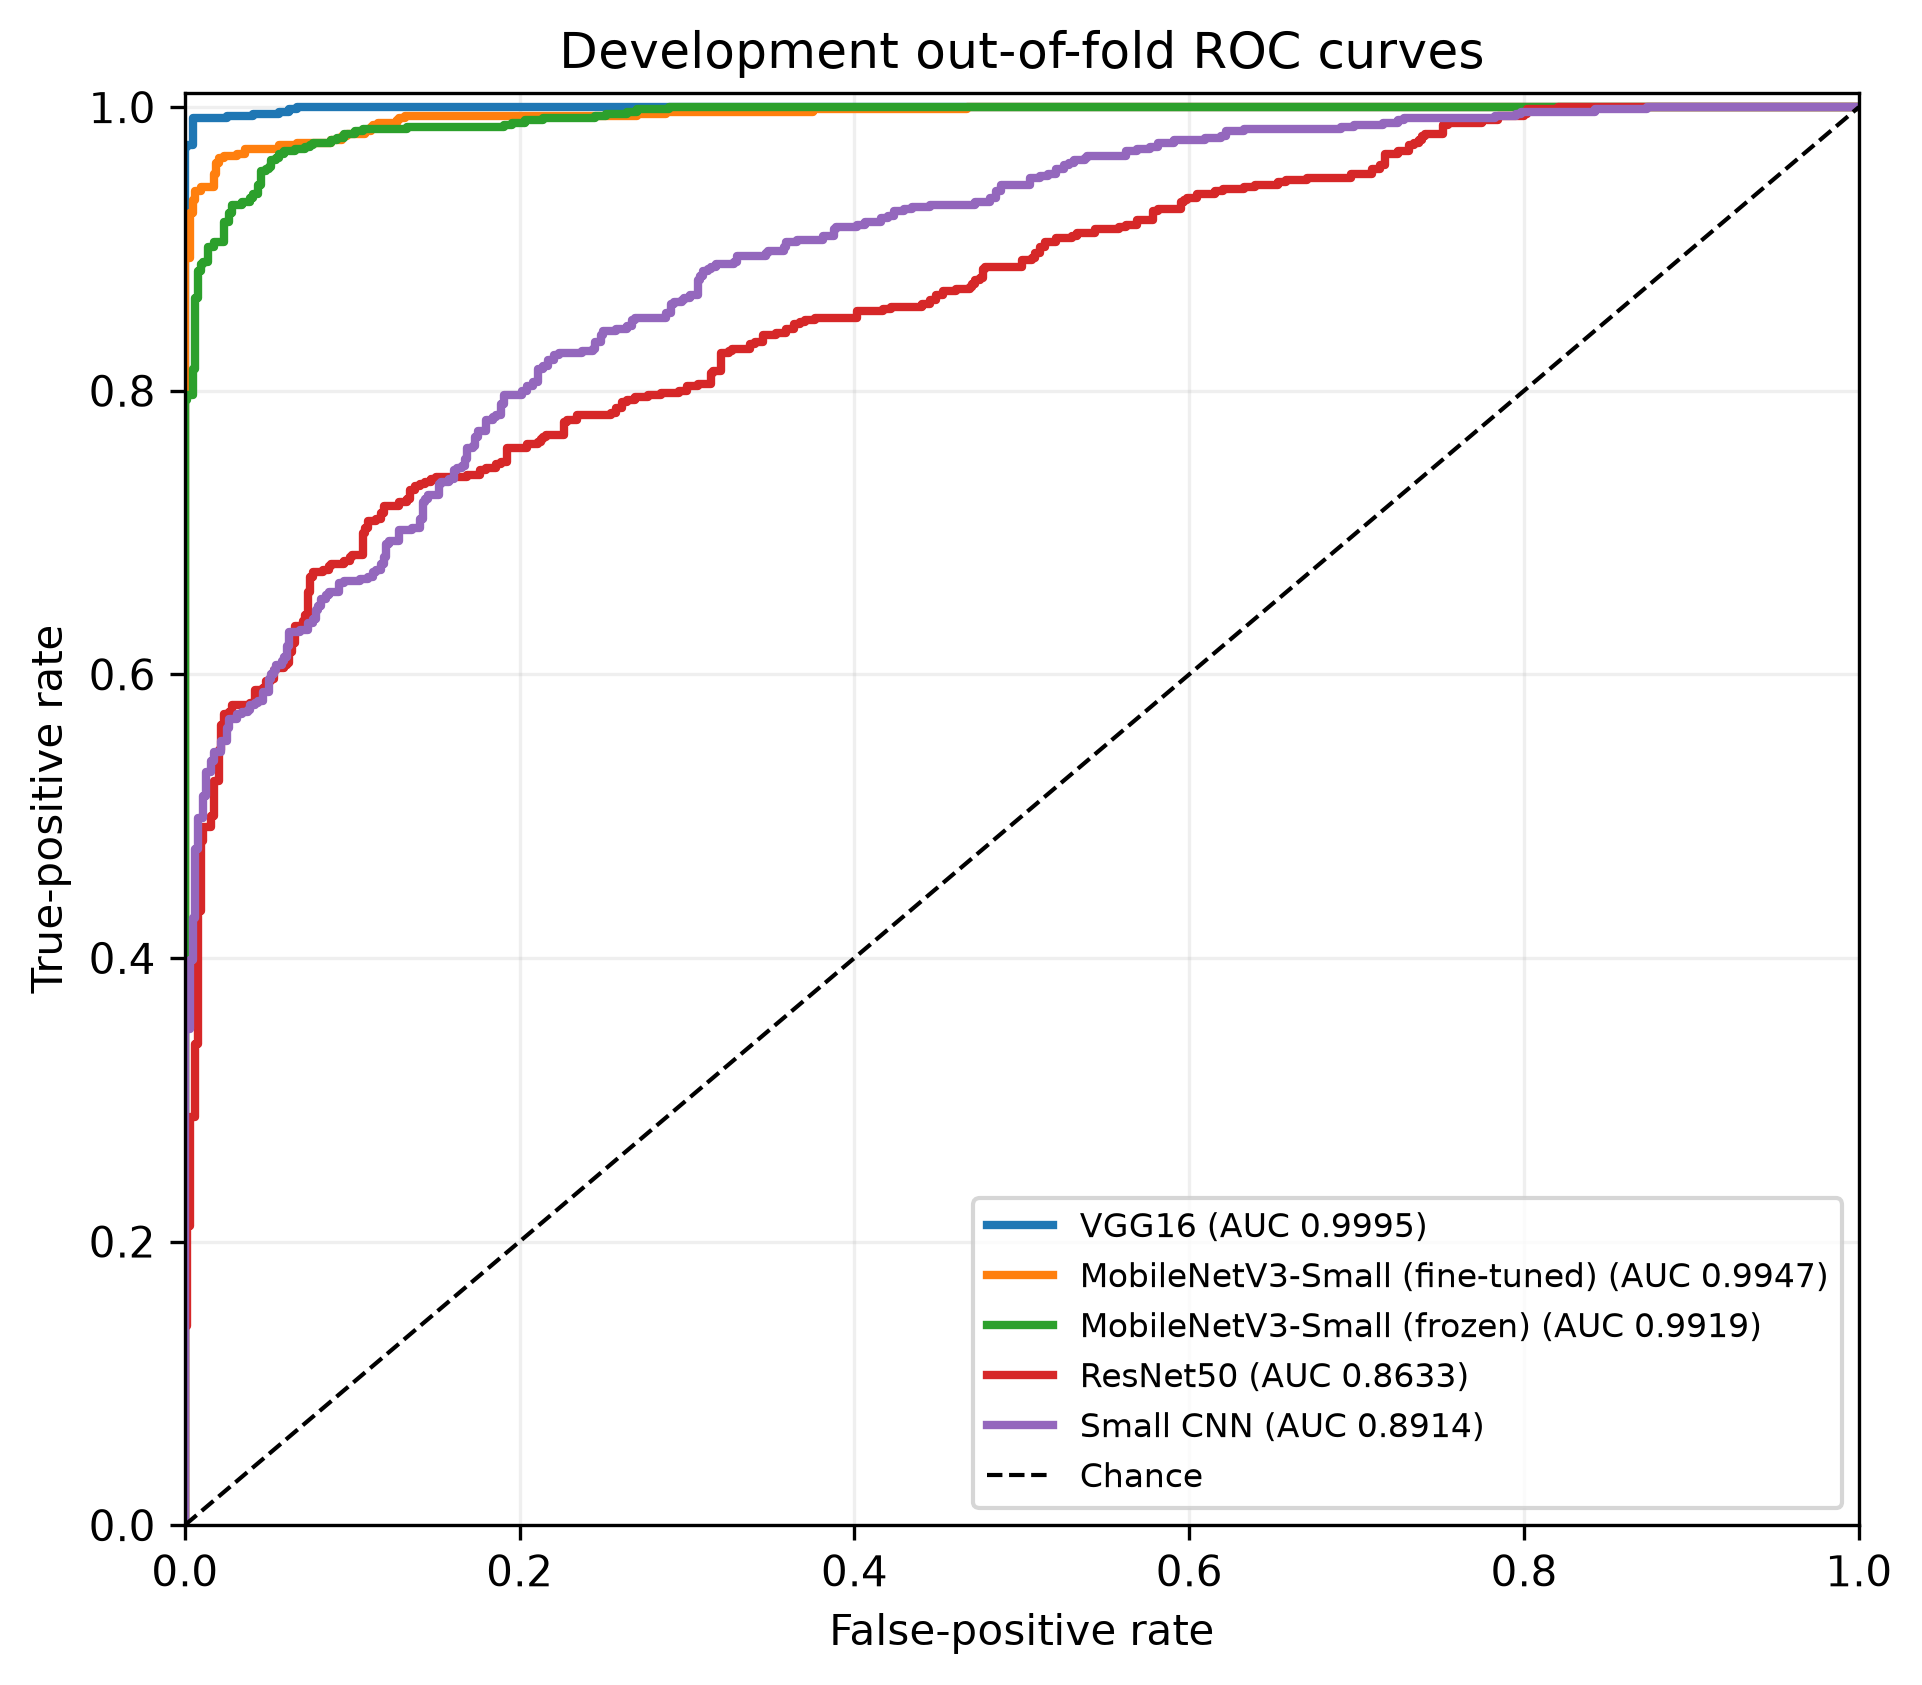 Development out-of-fold ROC curves
1.0
0.8
0.6
0.4
0.2
0.0
True-positive rate
VGG16 (AUC 0.9995)
MobileNetV3-Small (fine-tuned) (AUC 0.9947)
MobileNetV3-Small (frozen) (AUC 0.9919)
ResNet50 (AUC 0.8633)
Small CNN (AUC 0.8914)
Chance
0.0 0.2 0.4 0.6 0.8 1.0
False-positive rate